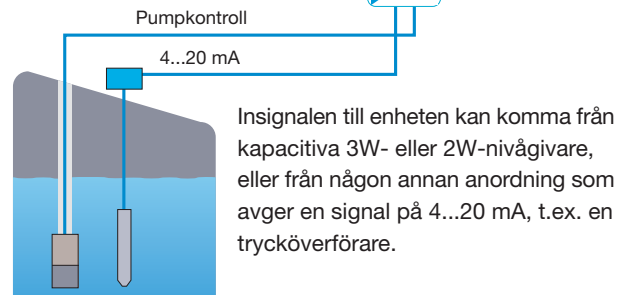 Pumpkontroll
4...20 mA
Insignalen till enheten kan komma från
kapacitiva 3W- eller 2W-nivågivare,
eller från någon annan anordning som
avger en signal på 4...20 mA, t.ex. en
trycköverförare.